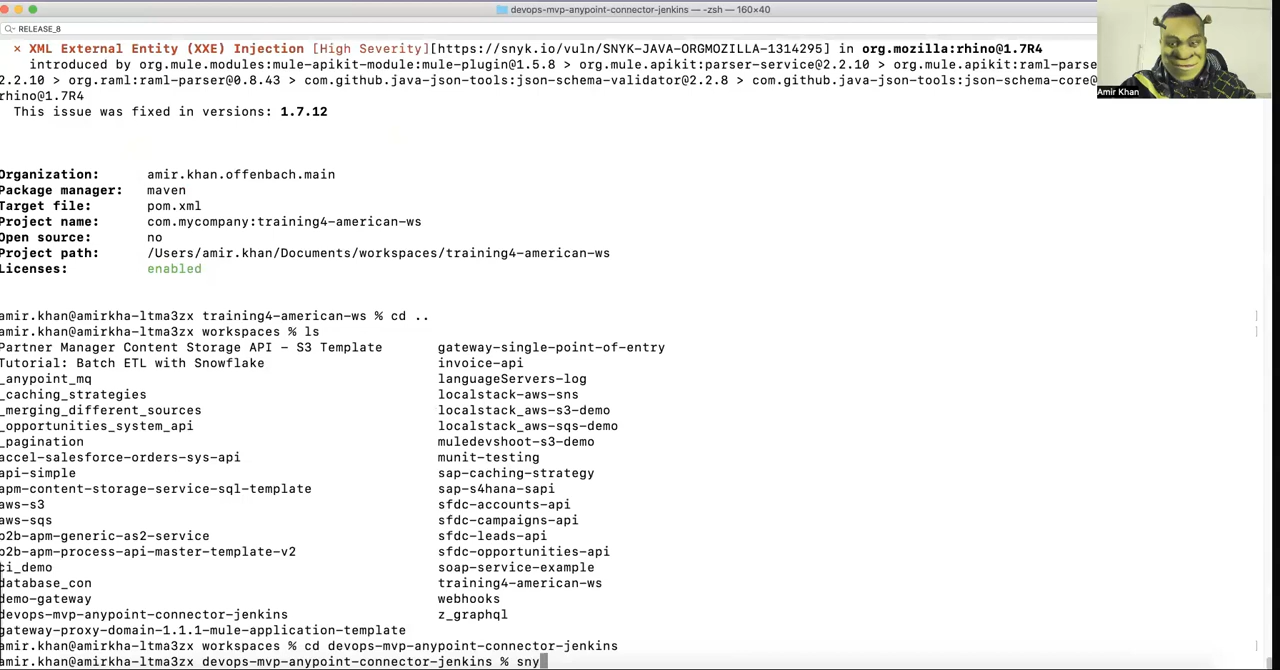 devops-mvp-anypoint-connector-jenkins — -zsh — 160×40
RELEASE_8
× XML External Entity (XXE) Injection [High Severity][https://snyk.io/vuln/SNYK-JAVA-ORGMOZILLA-1314295] in org.mozilla:rhino@1.7R4
introduced by org.mule.modules:mule-apikit-module:mule-plugin@1.5.8 > org.mule.apikit:parser-service@2.2.10 > org.mule.apikit:raml-parse
2.2.10 > org.raml:raml-parser@0.8.43 > com.github.java-json-tools:json-schema-validator@2.2.8 > com.github.java-json-tools:json-schema-core@
rhino@1.7R4
Amir Khan
This issue was fixed in versions: 1.7.12
Organization: amir.khan.offenbach.main
Package manager: maven
Target file: pom.xml
Project name: com.mycompany:training4-american-ws
Open source: no
Project path: /Users/amir.khan/Documents/workspaces/training4-american-ws
Licenses: enabled
amir.khan@amirkha-ltma3zx training4-american-ws % cd ..
amir.khan@amirkha-ltma3zx workspaces % ls
Partner Manager Content Storage API - S3 Template gateway-single-point-of-entry
Tutorial: Batch ETL with Snowflake invoice-api
_anypoint_mq languageServers-log
_caching_strategies localstack-aws-sns
_merging_different_sources localstack_aws-s3-demo
_opportunities_system_api localstack_aws-sqs-demo
_pagination muledevshoot-s3-demo
accel-salesforce-orders-sys-api munit-testing
api-simple sap-caching-strategy
apm-content-storage-service-sql-template sap-s4hana-sapi
aws-s3 sfdc-accounts-api
aws-sqs sfdc-campaigns-api
b2b-apm-generic-as2-service sfdc-leads-api
b2b-apm-process-api-master-template-v2 sfdc-opportunities-api
ci_demo soap-service-example
database_con training4-american-ws
demo-gateway webhooks
devops-mvp-anypoint-connector-jenkins z_graphql
gateway-proxy-domain-1.1.1-mule-application-template
amir.khan@amirkha-ltma3zx workspaces % cd devops-mvp-anypoint-connector-jenkins
amir.khan@amirkha-ltma3zx devops-mvp-anypoint-connector-jenkins % sny